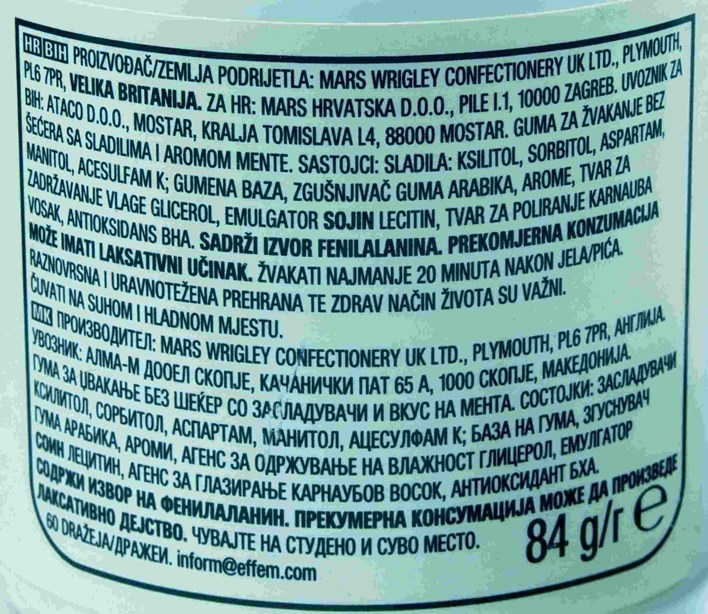 HR BIH PROIZVOĐAČ/ZEMLJA PODRIJETLA: MARS WRIGLEY CONFECTIONERY UK LTD., PLYMOUTH,
PL6 7PR, VELIKA BRITANIJA. ZA HR: MARS HRVATSKA D.O.O., PILE I.1, 10000 ZAGREB. UVOZNIK ZA
BIH: ATACO D.O.O., MOSTAR, KRALJA TOMISLAVA L4, 88000 MOSTAR. GUMA ZA ŽVAKANJE BEZ
ŠEĆERA SA SLADILIMA I AROMOM MENTE. SASTOJCI: SLADILA: KSILITOL, SORBITOL, ASPARTAM,
MANITOL, ACESULFAM K; GUMENA BAZA, ZGUŠNJIVAČ GUMA ARABIKA, AROME, TVAR ZA
ZADRŽAVANJE VLAGE GLICEROL, EMULGATOR SOJIN LECITIN, TVAR ZA POLIRANJE KARNAUBA
VOSAK, ANTIOKSIDANS BHA. SADRŽI IZVOR FENILALANINA. PREKOMJERNA KONZUMACIJA
MOŽE IMATI LAKSATIVNI UČINAK. ŽVAKATI NAJMANJE 20 MINUTA NAKON JELA/PIĆA.
RAZNOVRSNA I URAVNOTEŽENA PREHRANA TE ZDRAV NAČIN ŽIVOTA SU VAŽNI.
ČUVATI NA SUHOM I HLADNOM MJESTU.
MK ПРОИЗВОДИТЕЛ: MARS WRIGLEY CONFECTIONERY UK LTD., PLYMOUTH, PL6 7PR, АНГЛИЈА.
УВОЗНИК: АЛМА-М ДООЕЛ СКОПЈЕ, КАЧАНИЧКИ ПАТ 65 А, 1000 СКОПЈЕ, МАКЕДОНИЈА.
ГУМА ЗА ЏВАКАЊЕ БЕЗ ШЕЌЕР СО ЗАСЛАДУВАЧИ И ВКУС НА МЕНТА. СОСТОЈКИ: ЗАСЛАДУВАЧИ
КСИЛИТОЛ, СОРБИТОЛ, АСПАРТАМ, МАНИТОЛ, АЦЕСУЛФАМ К; БАЗА НА ГУМА, ЗГУСНУВАЧ
ГУМА АРАБИКА, АРОМИ, АГЕНС ЗА ОДРЖУВАЊЕ НА ВЛАЖНОСТ ГЛИЦЕРОЛ, ЕМУЛГАТОР
СОИН ЛЕЦИТИН, АГЕНС ЗА ГЛАЗИРАЊЕ КАРНАУБОВ ВОСОК, АНТИОКСИДАНТ БХА.
СОДРЖИ ИЗВОР НА ФЕНИЛАЛАНИН. ПРЕКУМЕРНА КОНСУМАЦИЈА МОЖЕ ДА ПРОИЗВЕДЕ
ЛАКСАТИВНО ДЕЈСТВО. ЧУВАЈТЕ НА СТУДЕНО И СУВО МЕСТО.
60 DRAŽEJA/ДРАЖЕИ. inform@effem.com
84 g/г e